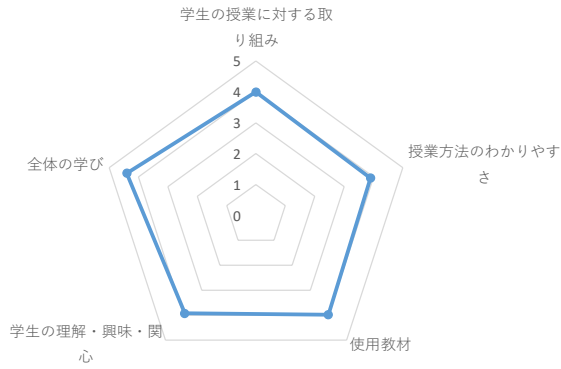 学生の授業に対する取
り組み
5
4
3
2
1
0
授業方法のわかりやす
さ
使用教材
学生の理解・興味・関
心
全体の学び